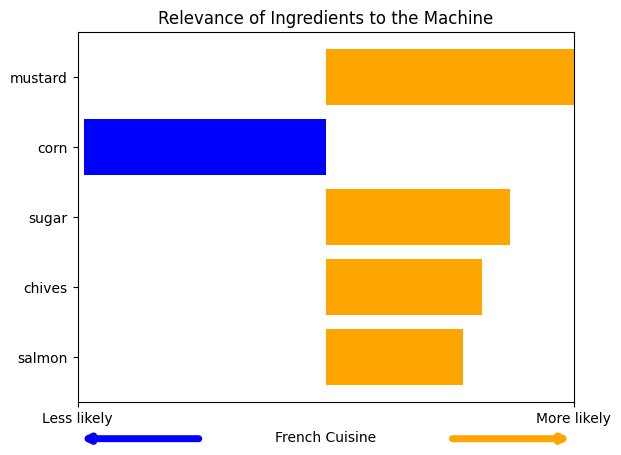 Relevance of Ingredients to the Machine
mustard
corn
sugar
chives
salmon
Less likely
More likely
French Cuisine